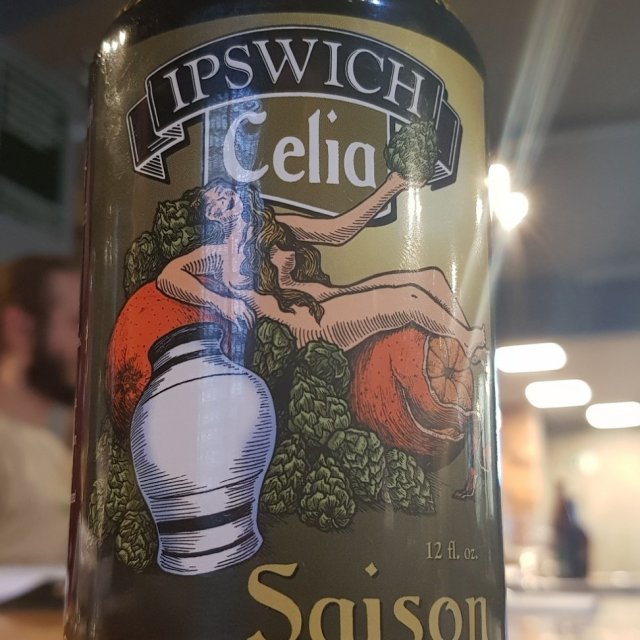 IPSWICH
Celia
12 fl. oz.
Saison